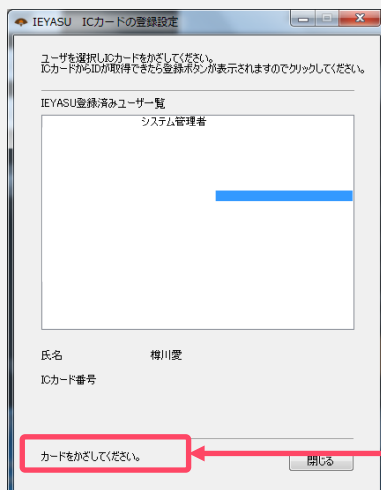 IEYASU ICカードの登録設定
ユーザを選択しICカードをかざしてください。
ICカードからIDが取得できたら登録ボタンが表示されますのでクリックしてください。
IEYASU登録済みユーザー覧
システム管理者
氏名 樽川愛
ICカード番号
カードをかざしてください。
閉じる